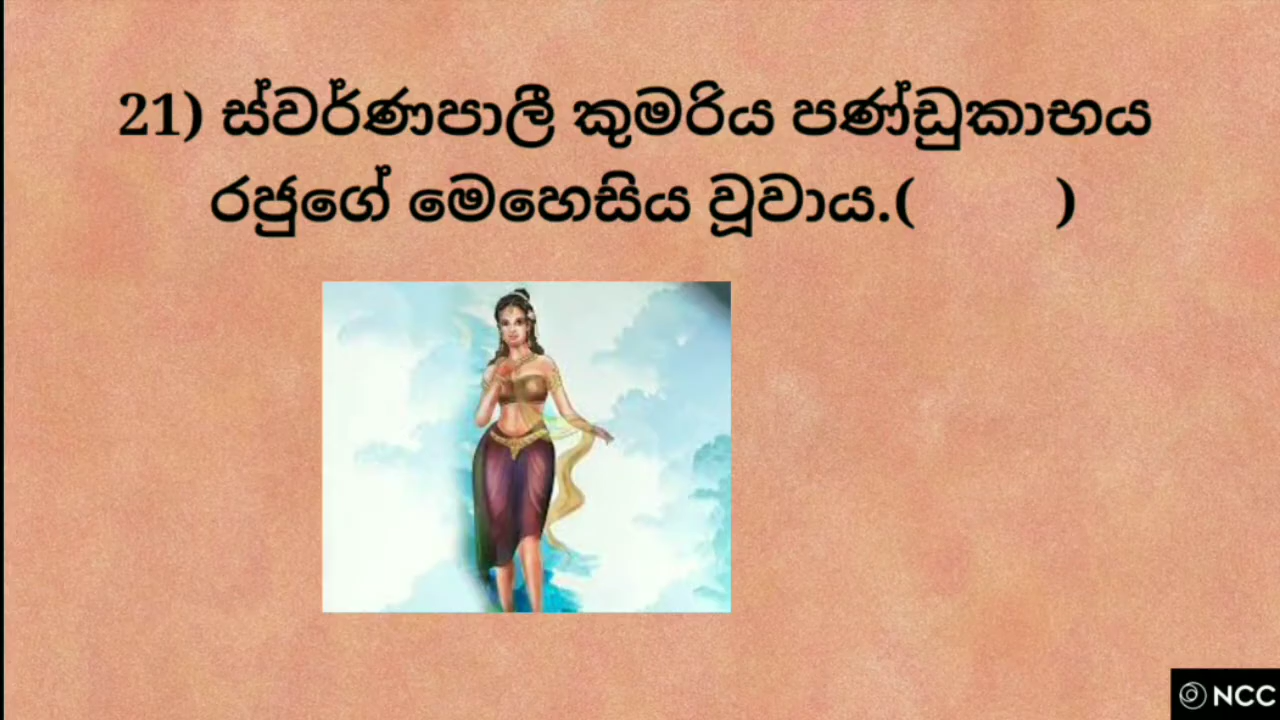 21) ස්වර්ණපාලී කුමරිය පණ්ඩුකාභය
රජුගේ මෙහෙසිය වූවාය.(          )
NCC